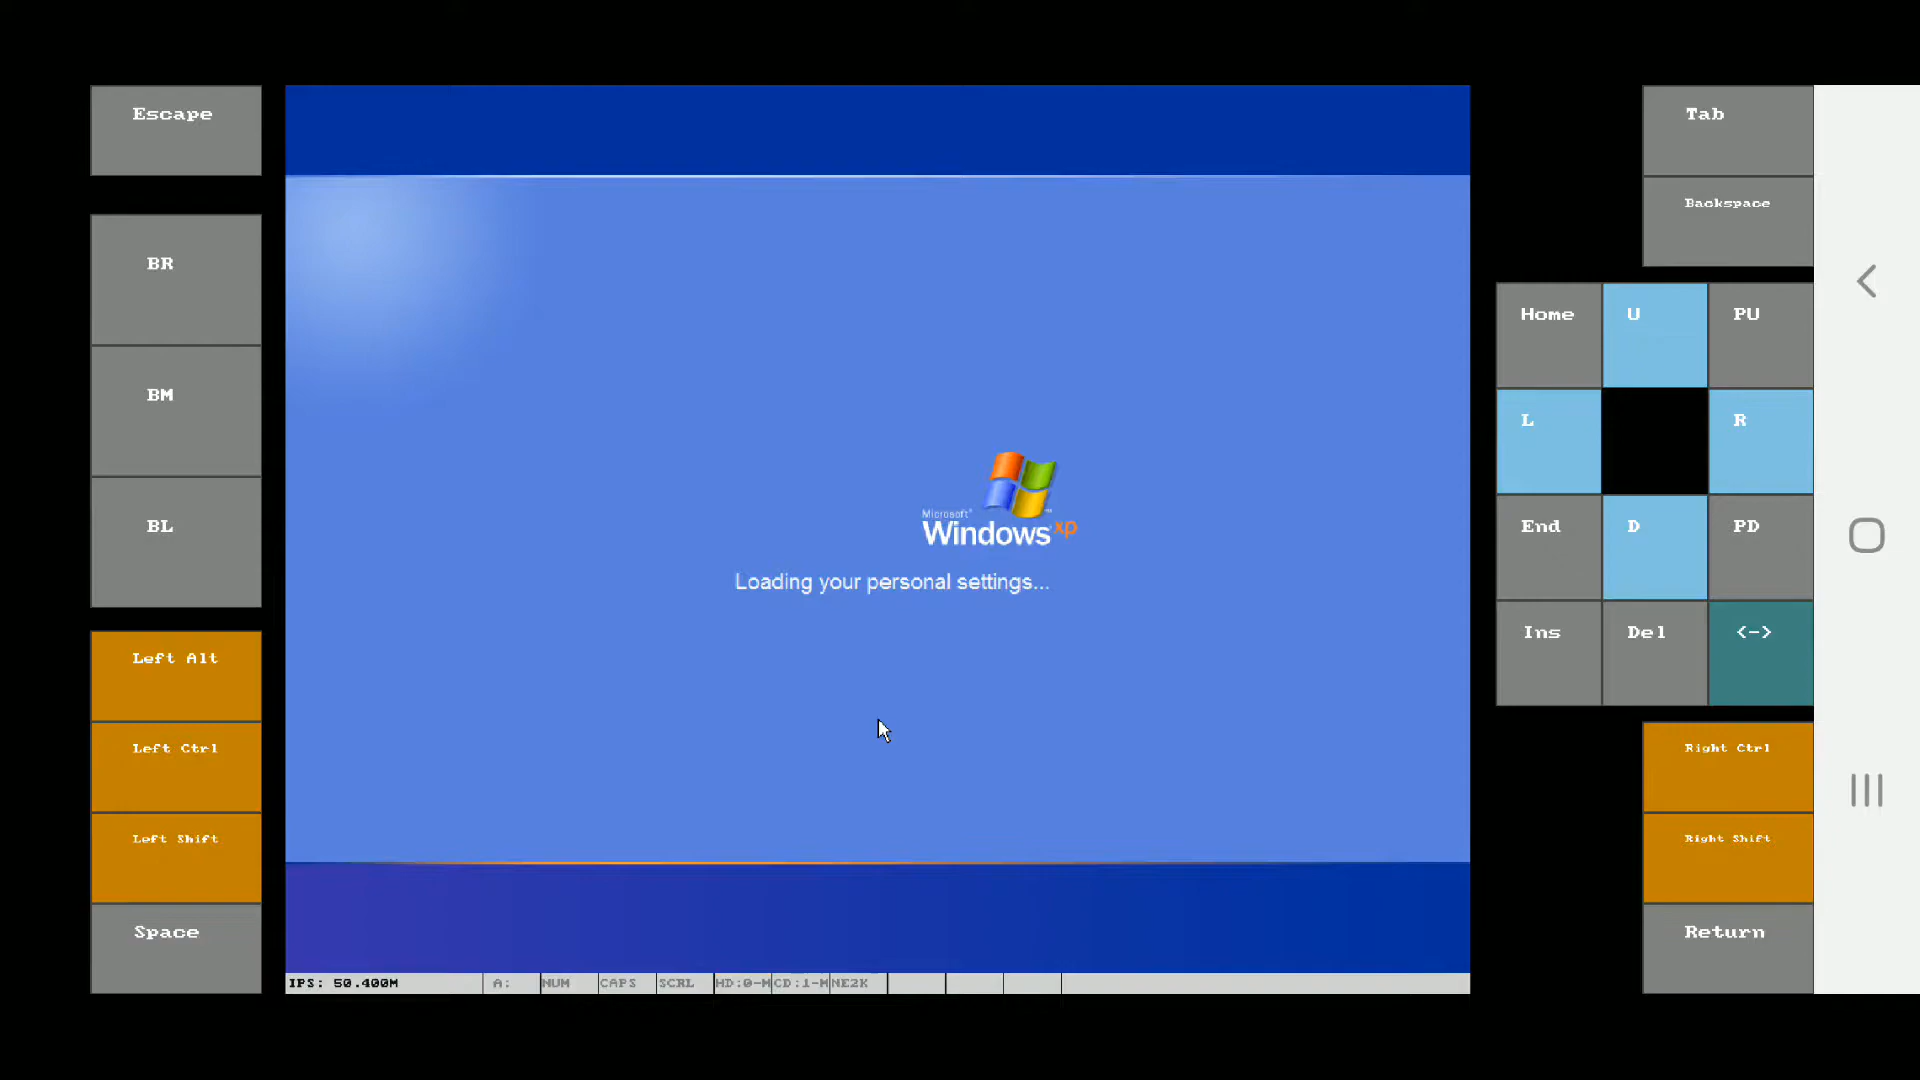 Escape
BR
BM
BL
Left Alt
Left Ctrl
Left Shift
Space
Microsoft®
Windows xp
Loading your personal settings...
IPS: 50.400M
A:
NUM
CAPS
SCRL
HD:0-M
CD:1-M
NE2K
Tab
Backspace
Home
U
PU
L
R
End
D
PD
Ins
Del
<->
Right Ctrl
Right Shift
Return